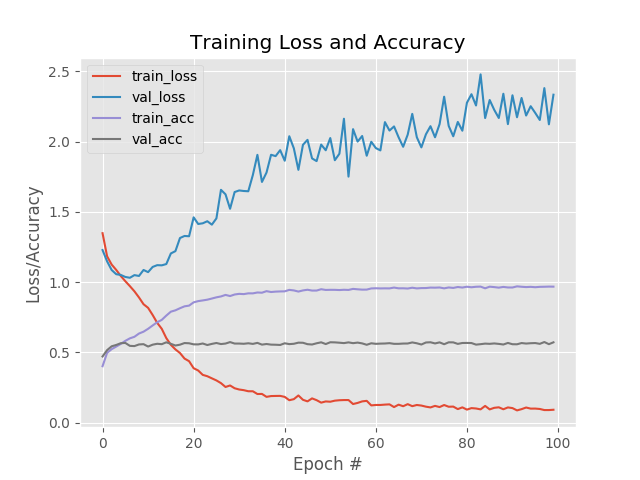 Training Loss and Accuracy
train_loss
val_loss
train_acc
val_acc
2.5
2.0
1.5
1.0
0.5
0.0
Loss/Accuracy
0 20 40 60 80 100
Epoch #